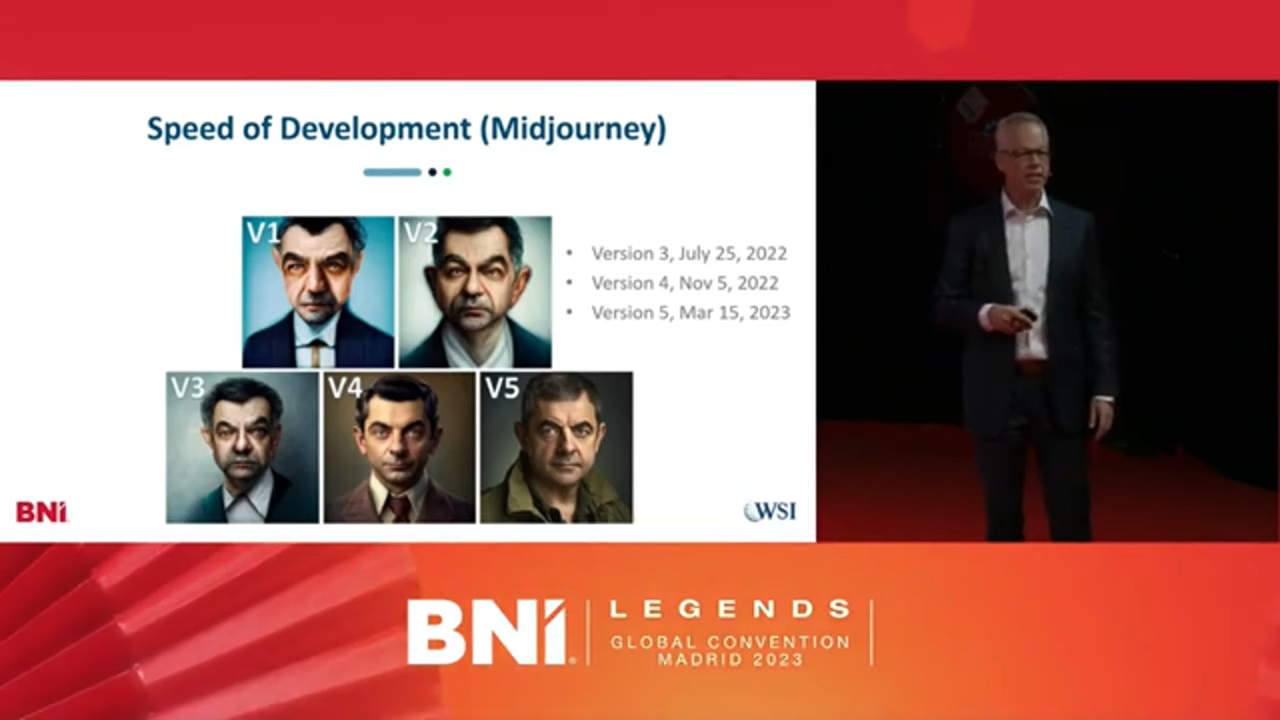 Speed of Development (Midjourney)
V1
V2
• Version 3, July 25, 2022
• Version 4, Nov 5, 2022
• Version 5, Mar 15, 2023
V3
V4
V5
BNI
WSI
BNI®
LEGENDS
GLOBAL CONVENTION
MADRID 2023